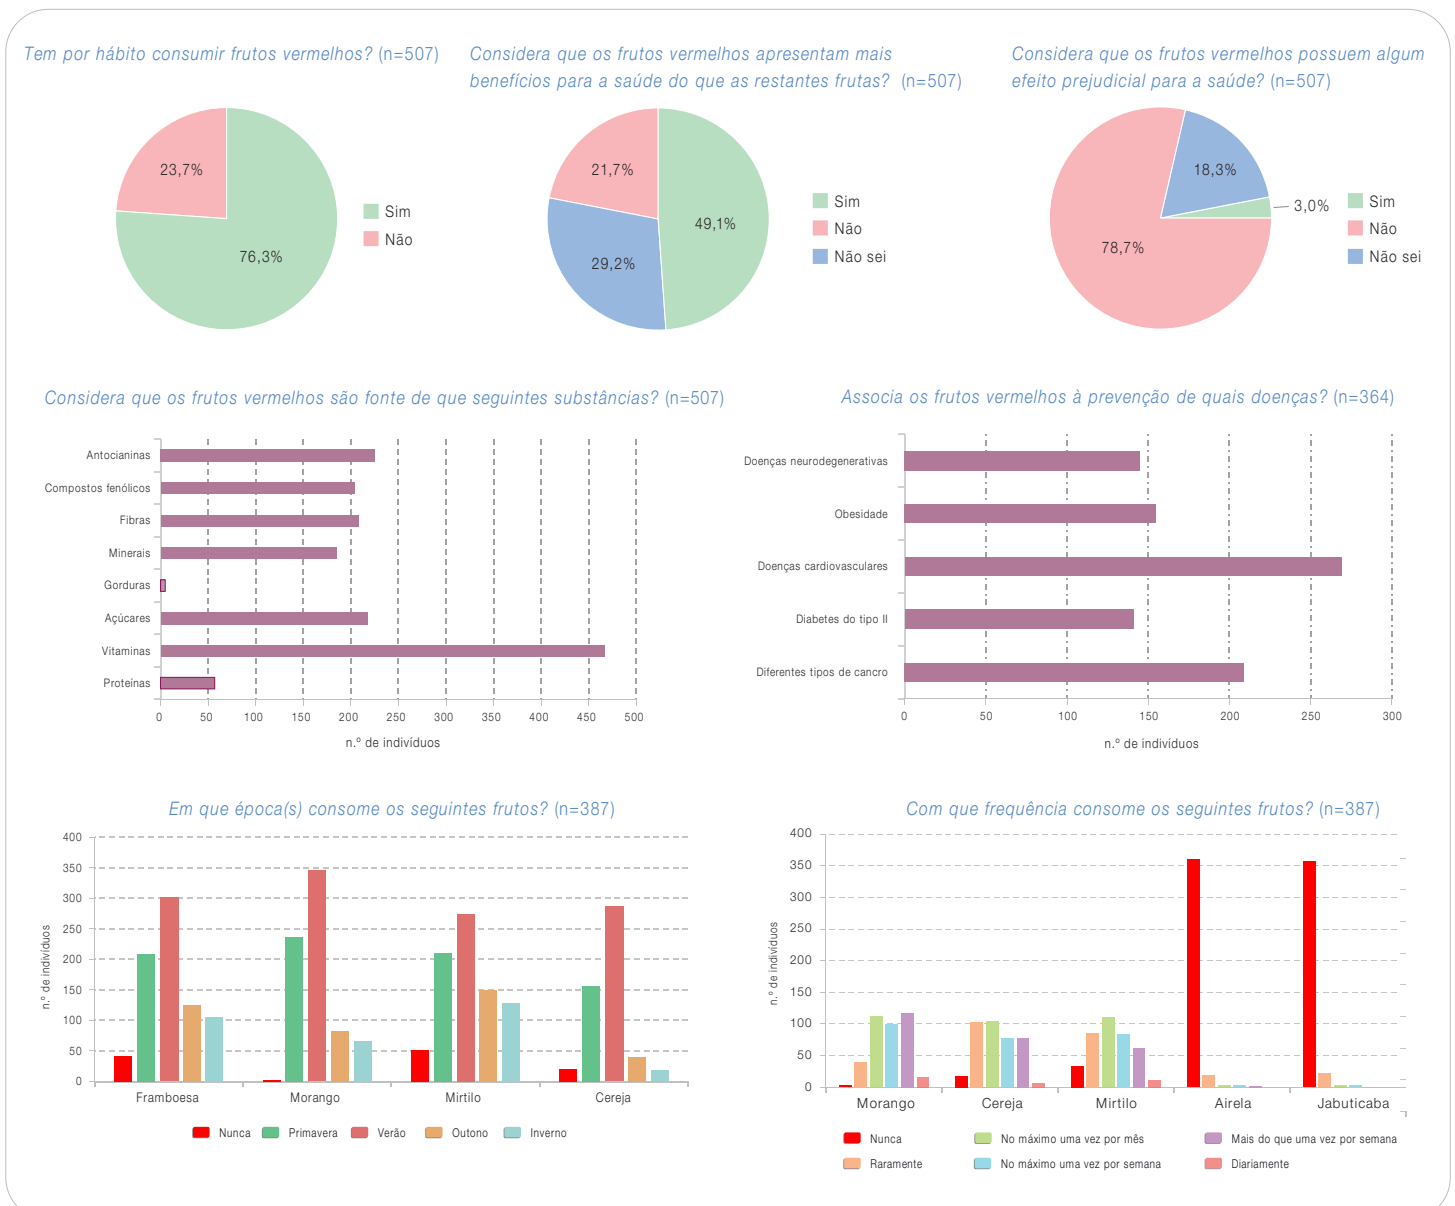 Tem por hábito consumir frutos vermelhos? (n=507)
23,7%
76,3%
Sim
Não
Considera que os frutos vermelhos apresentam mais
benefícios para a saúde do que as restantes frutas? (n=507)
21,7%
49,1%
29,2%
Sim
Não
Não sei
Considera que os frutos vermelhos possuem algum
efeito prejudicial para a saúde? (n=507)
18,3%
3,0%
78,7%
Sim
Não
Não sei
Considera que os frutos vermelhos são fonte de que seguintes substâncias? (n=507)
Antocianinas
Compostos fenólicos
Fibras
Minerais
Gorduras
Açúcares
Vitaminas
Proteínas
0 50 100 150 200 250 300 350 400 450 500
n.º de indivíduos
Associa os frutos vermelhos à prevenção de quais doenças? (n=364)
Doenças neurodegenerativas
Obesidade
Doenças cardiovasculares
Diabetes do tipo II
Diferentes tipos de cancro
0 50 100 150 200 250 300
n.º de indivíduos
Em que época(s) consome os seguintes frutos? (n=387)
400
350
300
250
200
150
100
50
0
n.º de indivíduos
Framboesa Morango Mirtilo Cereja
Nunca Primavera Verão Outono Inverno
Com que frequência consome os seguintes frutos? (n=387)
400
350
300
250
200
150
100
50
0
n.º de indivíduos
Morango Cereja Mirtilo Airela Jabuticaba
Nunca No máximo uma vez por mês Mais do que uma vez por semana
Raramente No máximo uma vez por semana Diariamente